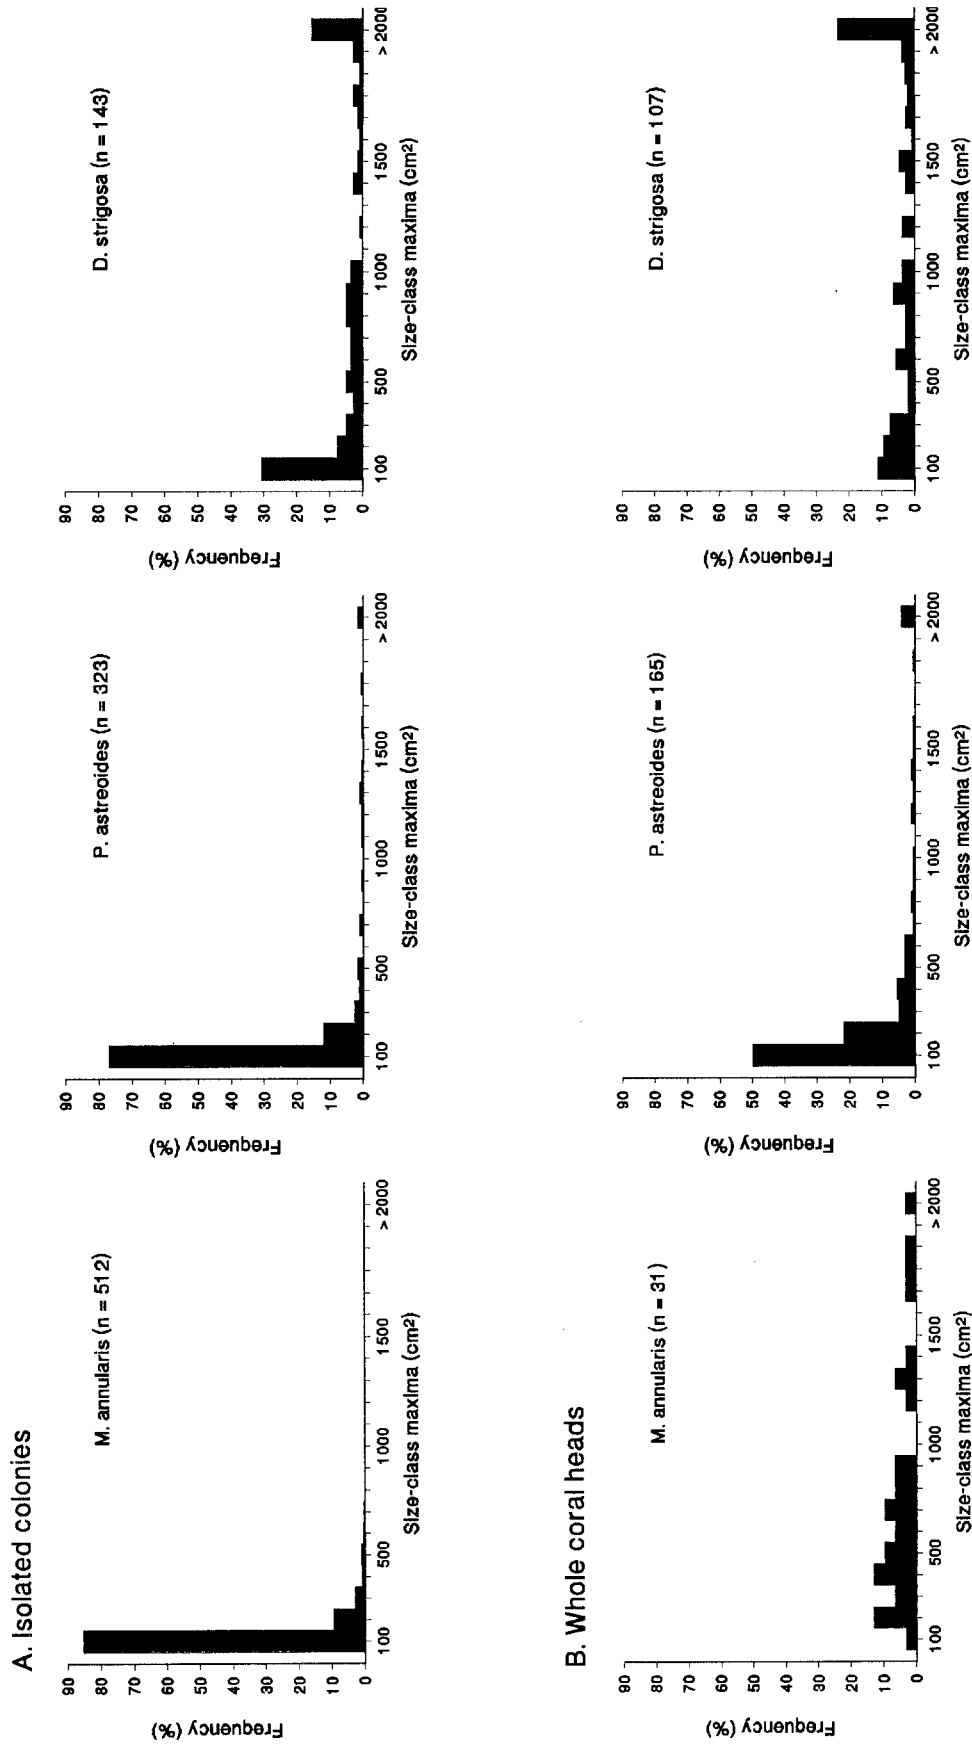 A. Isolated colonies
M. annularis (n = 512)
Frequency (%)
90
80
70
60
50
40
30
20
10
0
100 500 1000 1500 > 2000
Size-class maxima (cm²)
P. astreoides (n = 323)
Frequency (%)
90
80
70
60
50
40
30
20
10
0
100 500 1000 1500 > 2000
Size-class maxima (cm²)
D. strigosa (n = 143)
Frequency (%)
90
80
70
60
50
40
30
20
10
0
100 500 1000 1500 > 2000
Size-class maxima (cm²)
B. Whole coral heads
M. annularis (n = 31)
Frequency (%)
90
80
70
60
50
40
30
20
10
0
100 500 1000 1500 > 2000
Size-class maxima (cm²)
P. astreoides (n = 165)
Frequency (%)
90
80
70
60
50
40
30
20
10
0
100 500 1000 1500 > 2000
Size-class maxima (cm²)
D. strigosa (n = 107)
Frequency (%)
90
80
70
60
50
40
30
20
10
0
100 500 1000 1500 > 2000
Size-class maxima (cm²)